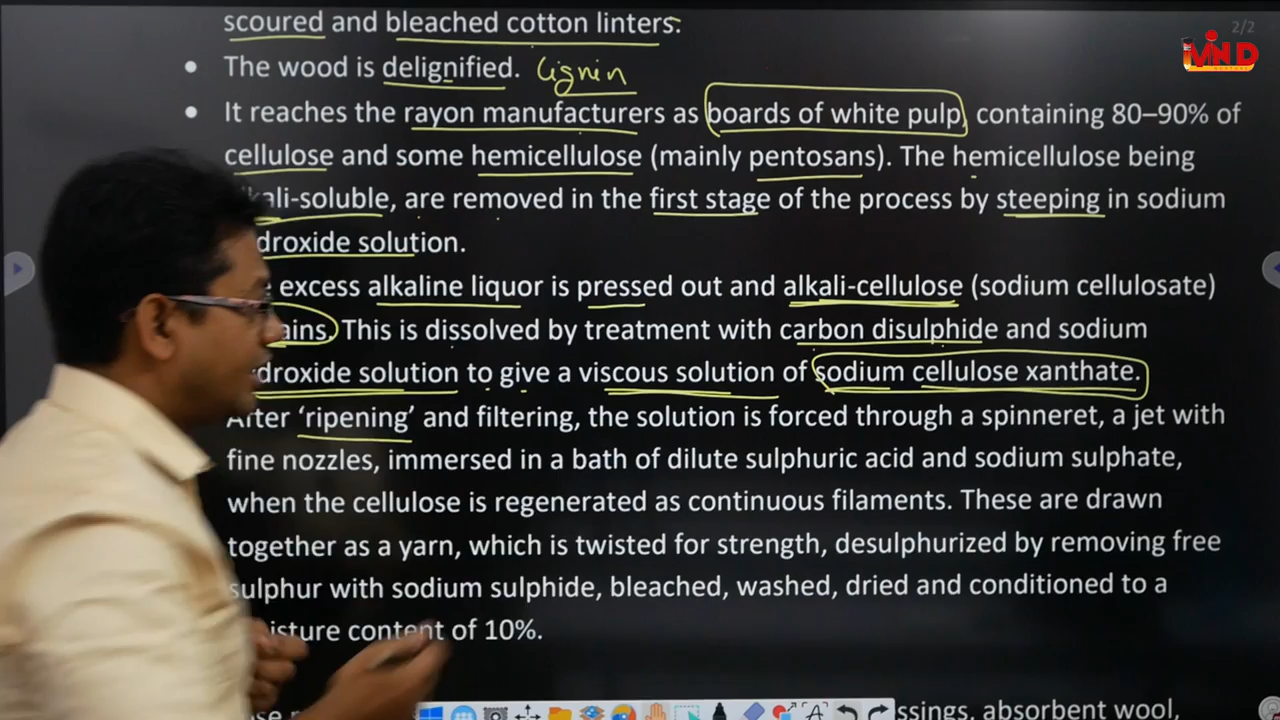 scoured and bleached cotton linters.
2/2
MIND
The wood is delignified. Lignin
It reaches the rayon manufacturers as boards of white pulp, containing 80–90% of
cellulose and some hemicellulose (mainly pentosans). The hemicellulose being
ali-soluble, are removed in the first stage of the process by steeping in sodium
droxide solution.
excess alkaline liquor is pressed out and alkali-cellulose (sodium cellulosate)
ains. This is dissolved by treatment with carbon disulphide and sodium
droxide solution to give a viscous solution of sodium cellulose xanthate.
After ‘ripening’ and filtering, the solution is forced through a spinneret, a jet with
fine nozzles, immersed in a bath of dilute sulphuric acid and sodium sulphate,
when the cellulose is regenerated as continuous filaments. These are drawn
together as a yarn, which is twisted for strength, desulphurized by removing free
sulphur with sodium sulphide, bleached, washed, dried and conditioned to a
isture content of 10%.
ssings, absorbent wool,